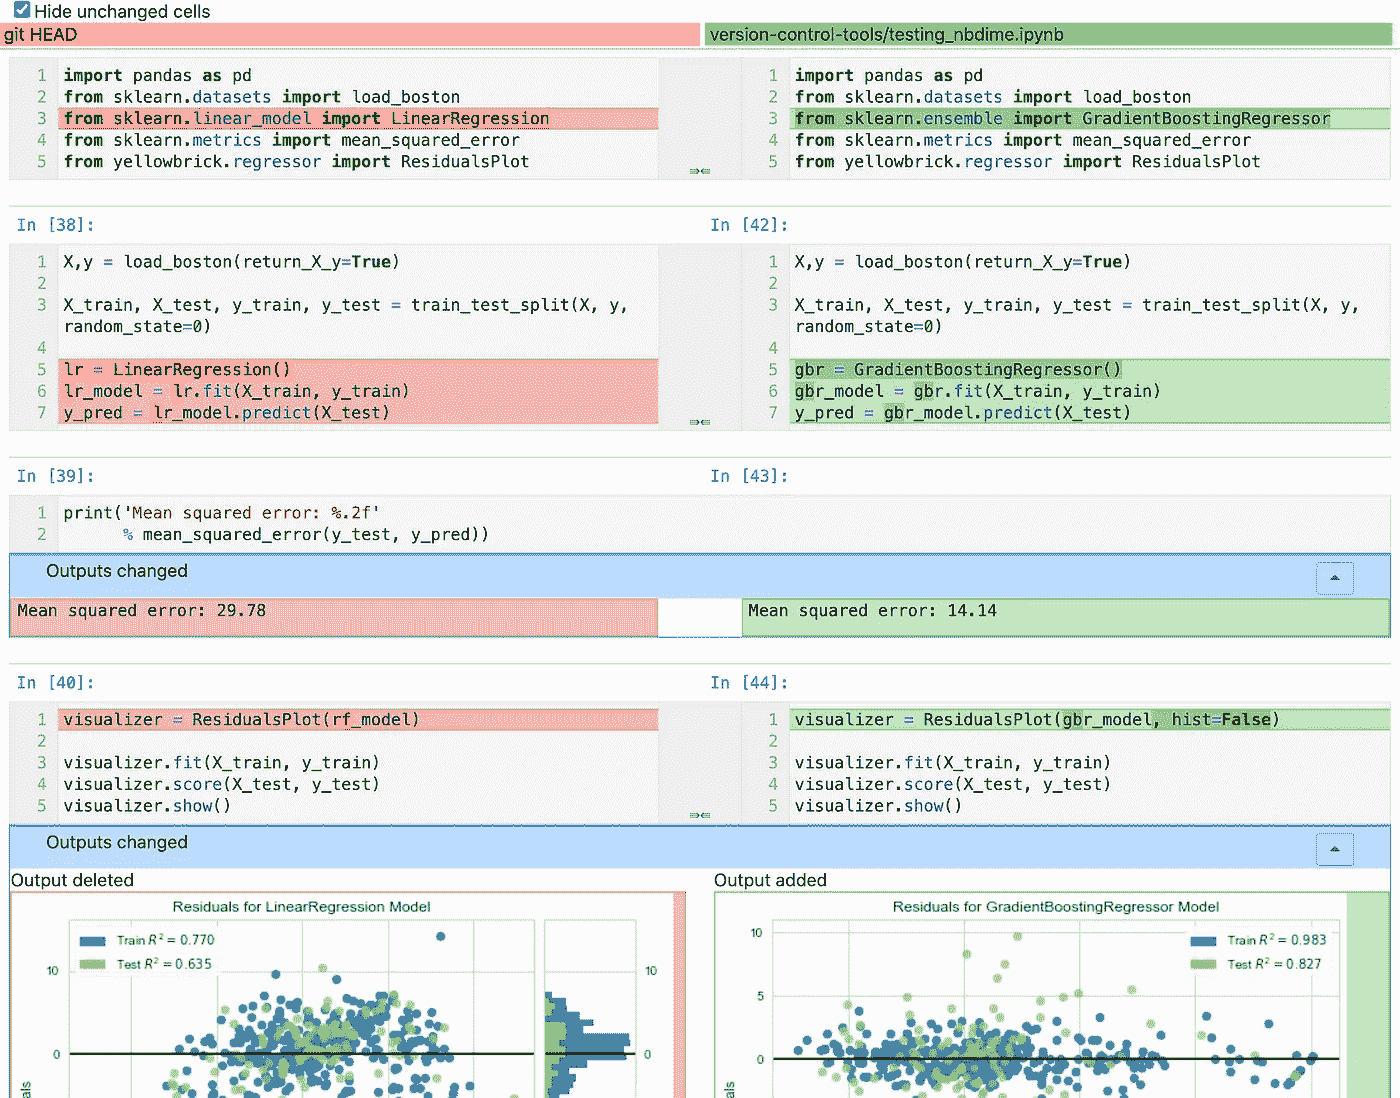 Hide unchanged cells
git HEAD
version-control-tools/testing_nbdime.ipynb
1 import pandas as pd
2 from sklearn.datasets import load_boston
3 from sklearn.linear_model import LinearRegression
4 from sklearn.metrics import mean_squared_error
5 from yellowbrick.regressor import ResidualsPlot
1 import pandas as pd
2 from sklearn.datasets import load_boston
3 from sklearn.ensemble import GradientBoostingRegressor
4 from sklearn.metrics import mean_squared_error
5 from yellowbrick.regressor import ResidualsPlot
In [38]:
In [42]:
1 X,y = load_boston(return_X_y=True)
2
3 X_train, X_test, y_train, y_test = train_test_split(X, y,
random_state=0)
4
5 lr = LinearRegression()
6 lr_model = lr.fit(X_train, y_train)
7 y_pred = lr_model.predict(X_test)
1 X,y = load_boston(return_X_y=True)
2
3 X_train, X_test, y_train, y_test = train_test_split(X, y,
random_state=0)
4
5 gbr = GradientBoostingRegressor()
6 gbr_model = gbr.fit(X_train, y_train)
7 y_pred = gbr_model.predict(X_test)
In [39]:
In [43]:
1 print('Mean squared error: %.2f'
2 % mean_squared_error(y_test, y_pred))
Outputs changed
Mean squared error: 29.78
Mean squared error: 14.14
In [40]:
In [44]:
1 visualizer = ResidualsPlot(rf_model)
2
3 visualizer.fit(X_train, y_train)
4 visualizer.score(X_test, y_test)
5 visualizer.show()
1 visualizer = ResidualsPlot(gbr_model, hist=False)
2
3 visualizer.fit(X_train, y_train)
4 visualizer.score(X_test, y_test)
5 visualizer.show()
Outputs changed
Output deleted
Output added
Residuals for LinearRegression Model
Train R² = 0.770
Test R² = 0.635
10
0
10
0
Residuals for GradientBoostingRegressor Model
Train R² = 0.983
Test R² = 0.827
10
5
0